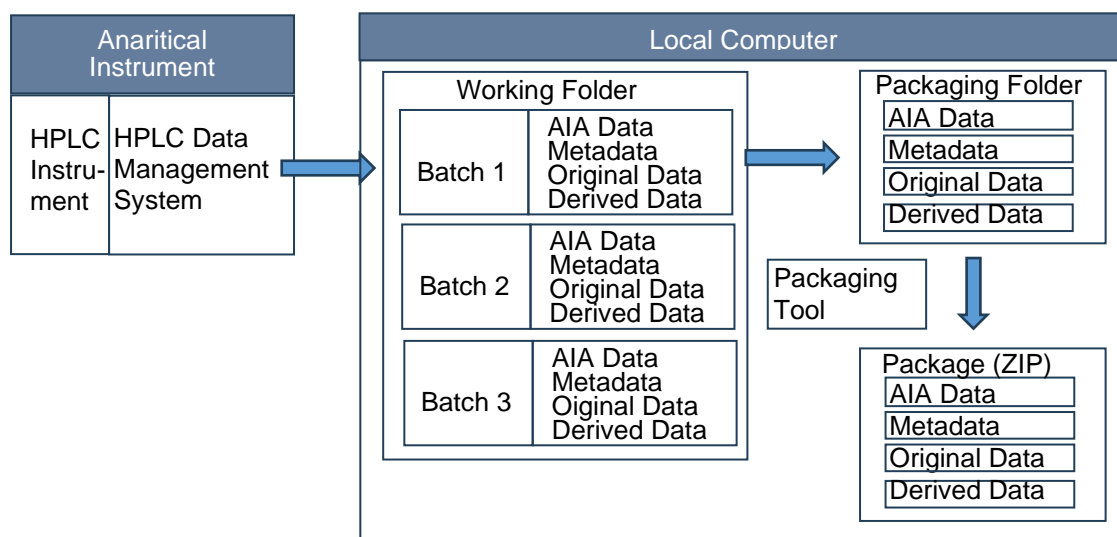 Anaritical
Instrument
HPLC
Instru-
ment
HPLC Data
Management
System
Local Computer
Working Folder
Batch 1
AIA Data
Metadata
Original Data
Derived Data
Batch 2
AIA Data
Metadata
Original Data
Derived Data
Batch 3
AIA Data
Metadata
Oiginal Data
Derived Data
Packaging Folder
AIA Data
Metadata
Original Data
Derived Data
Packaging
Tool
Package (ZIP)
AIA Data
Metadata
Original Data
Derived Data